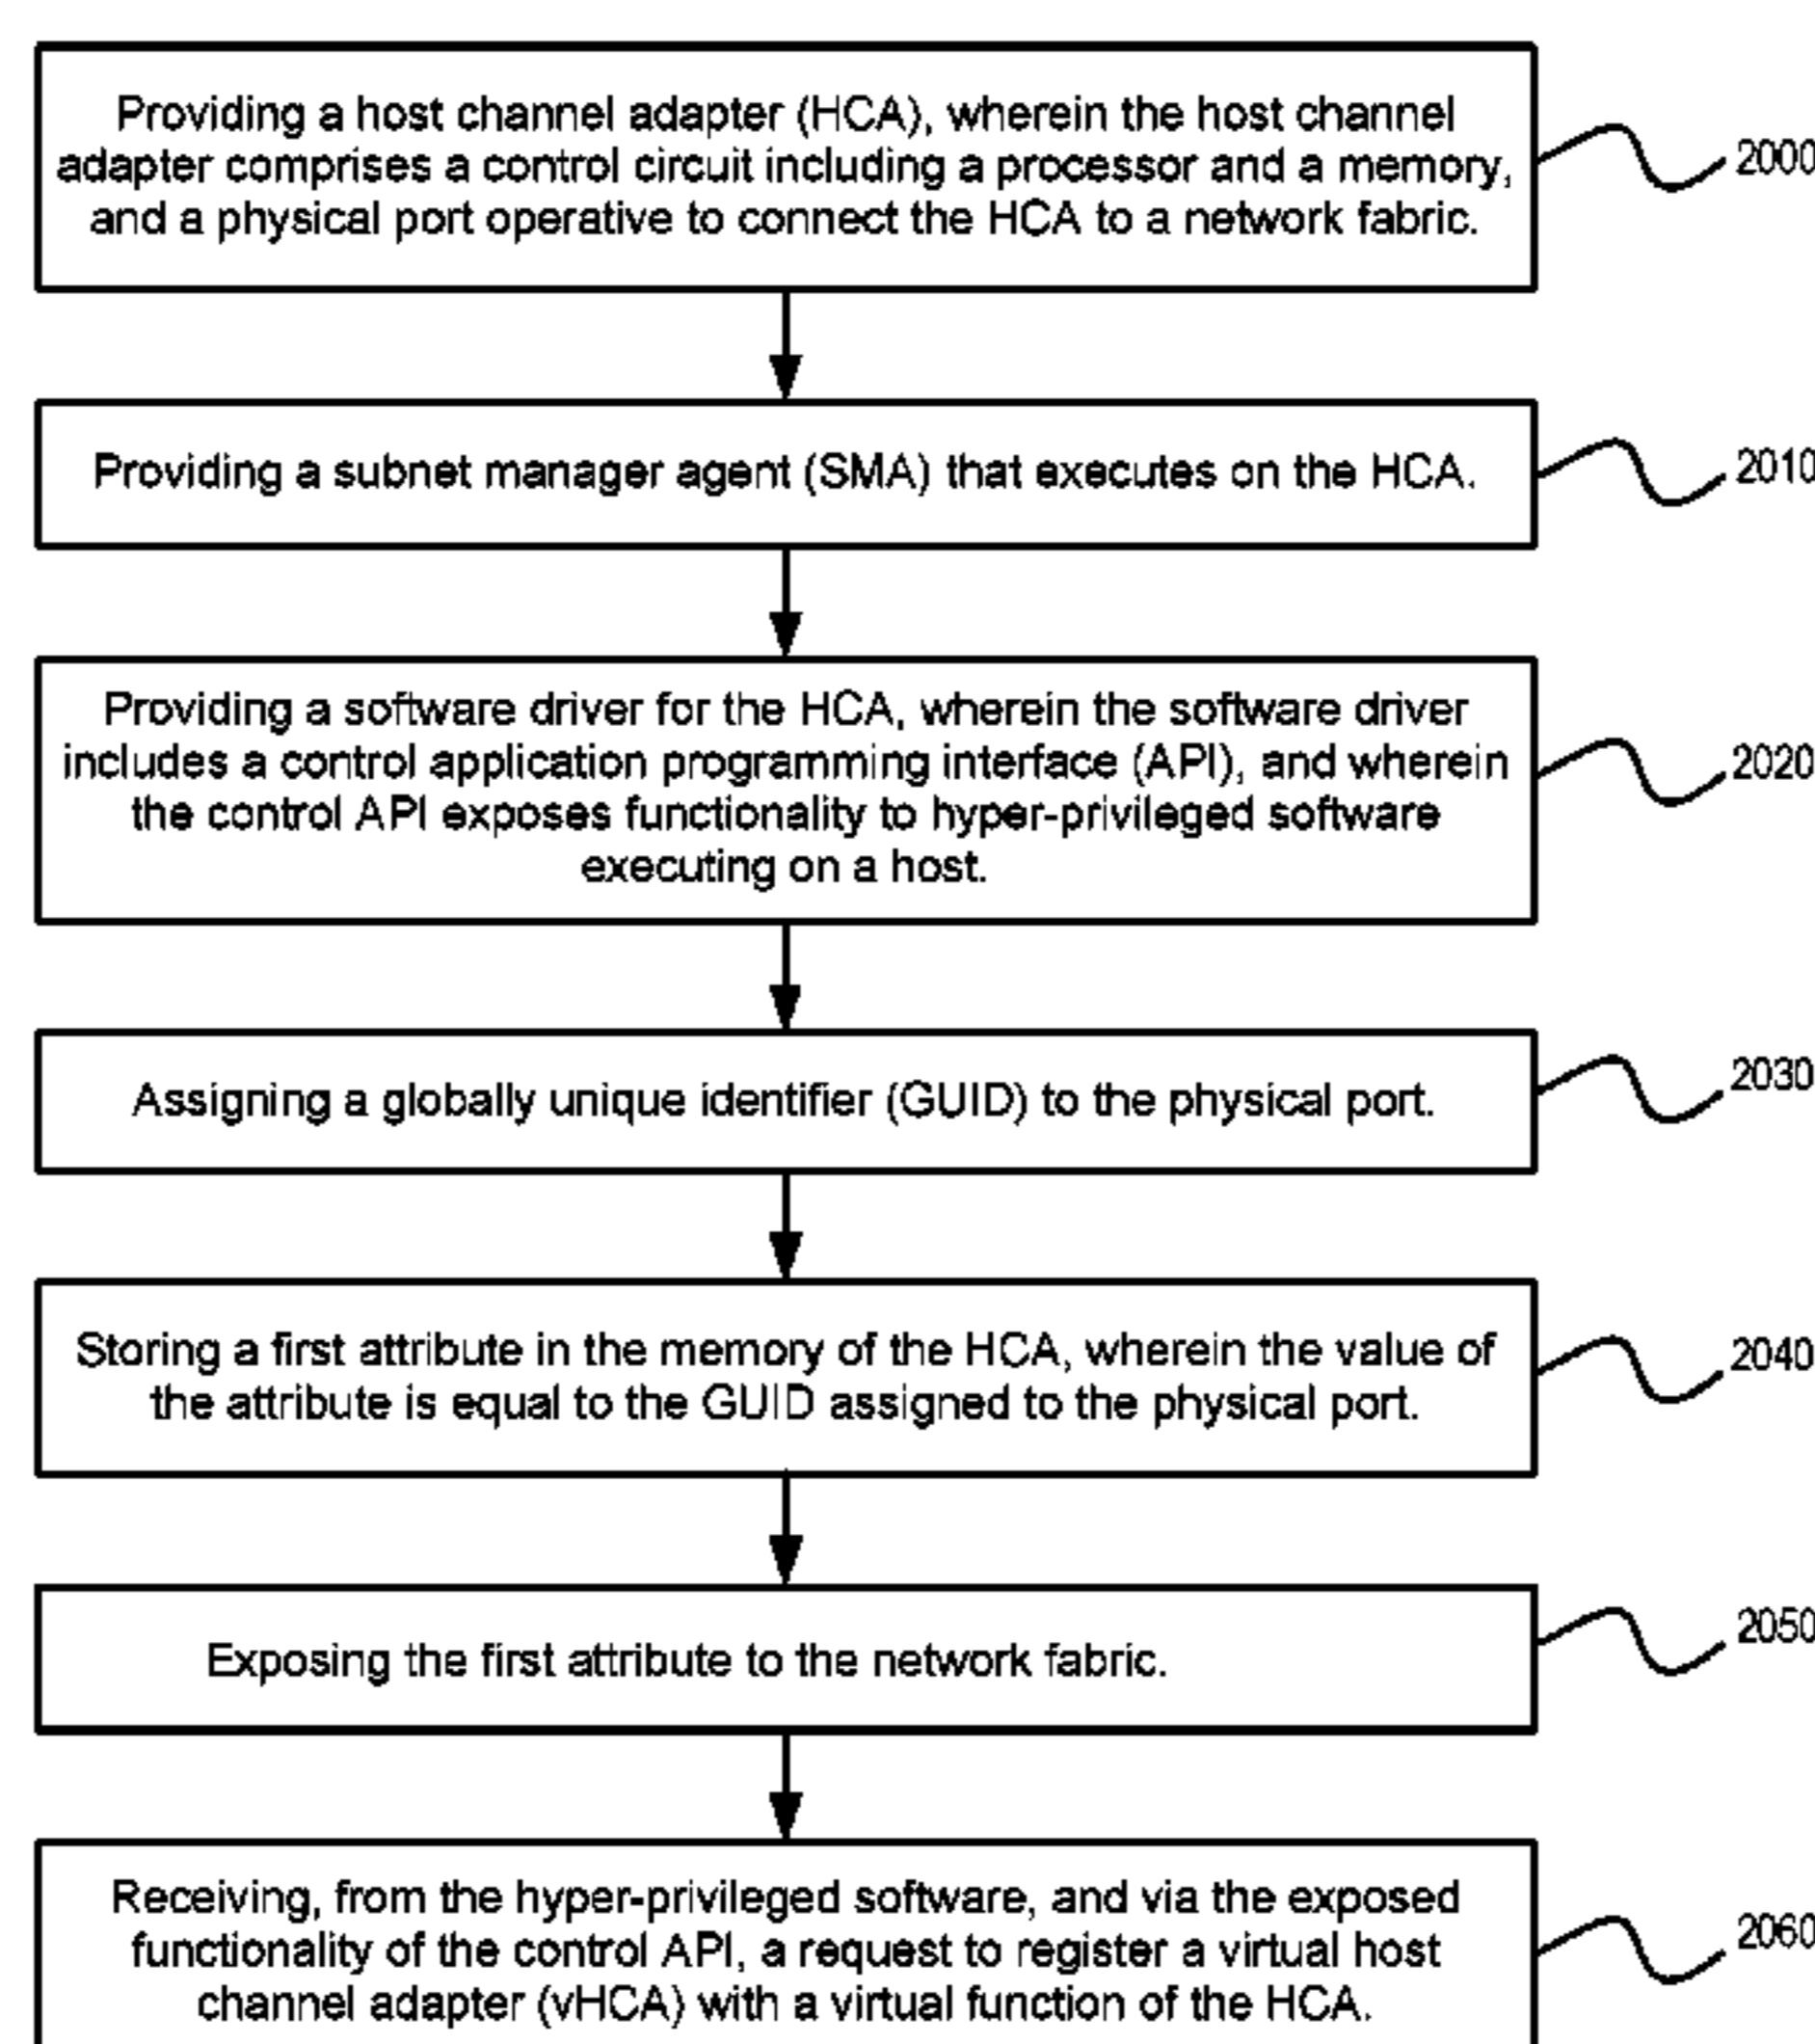 Providing a host channel adapter (HCA), wherein the host channel
adapter comprises a control circuit including a processor and a memory,
and a physical port operative to connect the HCA to a network fabric.
2000
Providing a subnet manager agent (SMA) that executes on the HCA.
2010
Providing a software driver for the HCA, wherein the software driver
includes a control application programming interface (API), and wherein
the control API exposes functionality to hyper-privileged software
executing on a host.
2020
Assigning a globally unique identifier (GUID) to the physical port.
2030
Storing a first attribute in the memory of the HCA, wherein the value of
the attribute is equal to the GUID assigned to the physical port.
2040
Exposing the first attribute to the network fabric.
2050
Receiving, from the hyper-privileged software, and via the exposed
functionality of the control API, a request to register a virtual host
channel adapter (vHCA) with a virtual function of the HCA.
2060